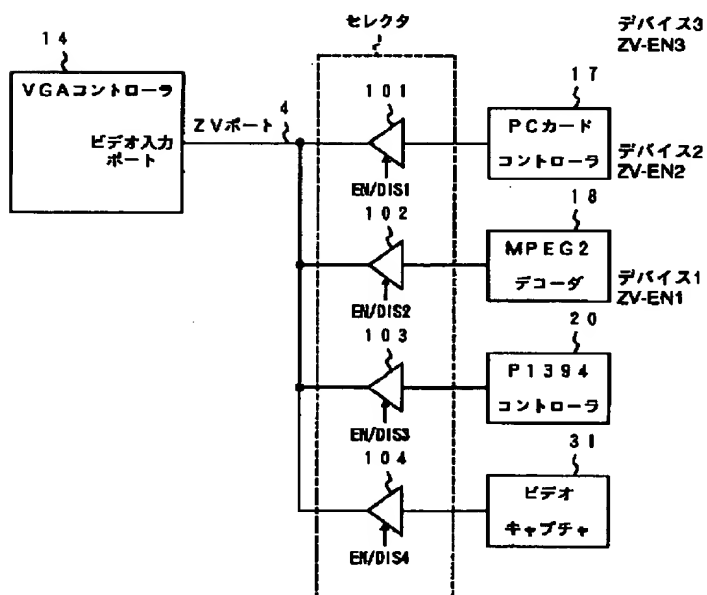 セレクタ
デバイス3
ZV-EN3
14
VGAコントローラ
ビデオ入力
ポート
ZVポート
4
101
EN/DIS1
17
PCカード
コントローラ
デバイス2
ZV-EN2
102
EN/DIS2
18
MPEG2
デコーダ
デバイス1
ZV-EN1
103
EN/DIS3
20
P1394
コントローラ
104
EN/DIS4
31
ビデオ
キャプチャ